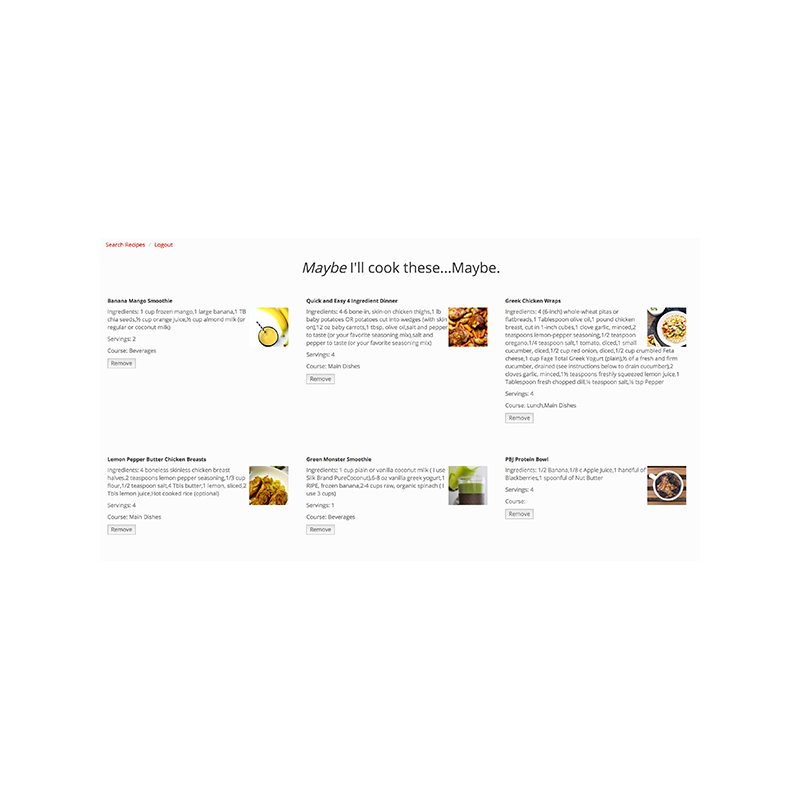 Search Recipes / Logout
Maybe I'll cook these...Maybe.
Banana Mango Smoothie
Ingredients: 1 cup frozen mango,1 large banana,1 TB
chia seeds,½ cup orange juice,½ cup almond milk (or
regular or coconut milk)
Servings: 2
Course: Beverages
Remove
Quick and Easy 4 Ingredient Dinner
Ingredients: 4-6 bone-in, skin-on chicken thighs,1 lb
baby potatoes OR potatoes cut into wedges (with skin
on),12 oz baby carrots,1 tbsp. olive oil,salt and pepper
to taste (or your favorite seasoning mix),salt and
pepper to taste (or your favorite seasoning mix)
Servings: 4
Course: Main Dishes
Remove
Greek Chicken Wraps
Ingredients: 4 (6-inch) whole-wheat pitas or
flatbreads,1 Tablespoon olive oil,1 pound chicken
breast, cut in 1-inch cubes,1 clove garlic, minced,2
teaspoons lemon-pepper seasoning,1/2 teaspoon
oregano,1/4 teaspoon salt,1 tomato, diced,1 small
cucumber, diced,1/2 cup red onion, diced,1/2 cup crumbled Feta
cheese,1 cup Fage Total Greek Yogurt (plain),½ of a fresh and firm
cucumber, drained (see instructions below to drain cucumber),2
cloves garlic, minced,1½ teaspoons freshly squeezed lemon juice,1
Tablespoon fresh chopped dill,½ teaspoon salt,½ tsp Pepper
Servings: 4
Course: Lunch,Main Dishes
Remove
Lemon Pepper Butter Chicken Breasts
Ingredients: 4 boneless skinless chicken breast
halves,2 teaspoons lemon pepper seasoning,1/3 cup
flour,1/2 teaspoon salt,4 Tbls butter,1 lemon, sliced,2
Tbls lemon juice,Hot cooked rice (optional)
Servings: 4
Course: Main Dishes
Remove
Green Monster Smoothie
Ingredients: 1 cup plain or vanilla coconut milk ( I use
Silk Brand PureCoconut),6-8 oz vanilla greek yogurt,1
RIPE, frozen banana,2-4 cups raw, organic spinach ( I
use 3 cups)
Servings: 1
Course: Beverages
Remove
PBJ Protein Bowl
Ingredients: 1/2 Banana,1/8 c Apple Juice,1 handful of
Blackberries,1 spoonful of Nut Butter
Servings: 4
Course:
Remove